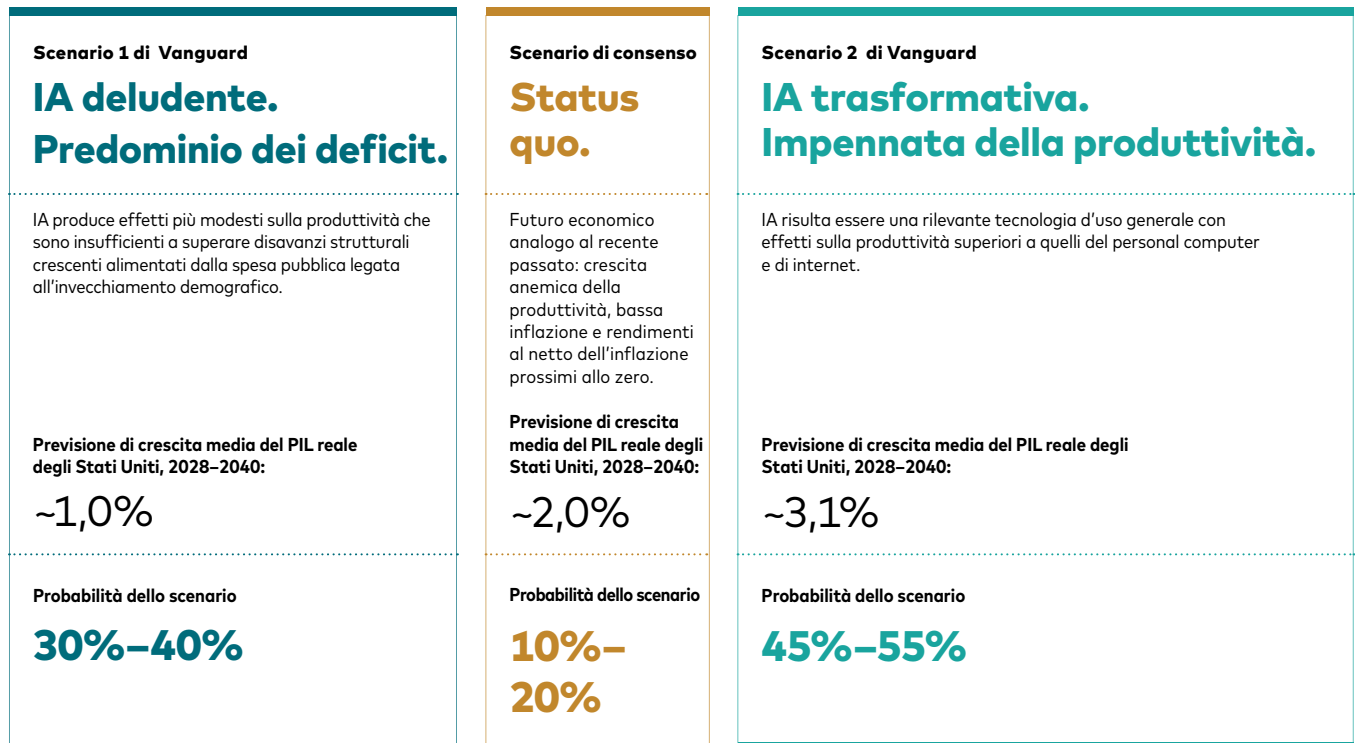 Scenario 1 di Vanguard
IA deludente.
Predominio dei deficit.
IA produce effetti più modesti sulla produttività che
sono insufficienti a superare disavanzi strutturali
crescenti alimentati dalla spesa pubblica legata
all'invecchiamento demografico.
Previsione di crescita media del PIL reale
degli Stati Uniti, 2028–2040:
~1,0%
Probabilità dello scenario
30%–40%
Scenario di consenso
Status
quo.
Futuro economico
analogo al recente
passato: crescita
anemica della
produttività, bassa
inflazione e rendimenti
al netto dell'inflazione
prossimi allo zero.
Previsione di crescita
media del PIL reale degli
Stati Uniti, 2028–2040:
~2,0%
Probabilità dello scenario
10%–
20%
Scenario 2 di Vanguard
IA trasformativa.
Impennata della produttività.
IA risulta essere una rilevante tecnologia d'uso generale con
effetti sulla produttività superiori a quelli del personal computer
e di internet.
Previsione di crescita media del PIL reale degli
Stati Uniti, 2028–2040:
~3,1%
Probabilità dello scenario
45%–55%